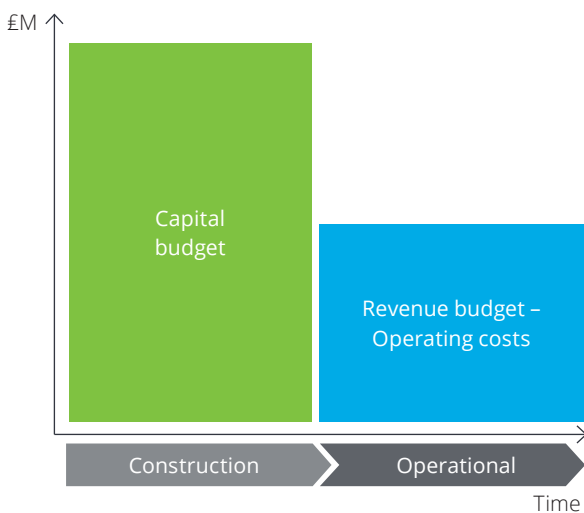 ₤M
Capital
budget
Revenue budget –
Operating costs
Construction
Operational
Time